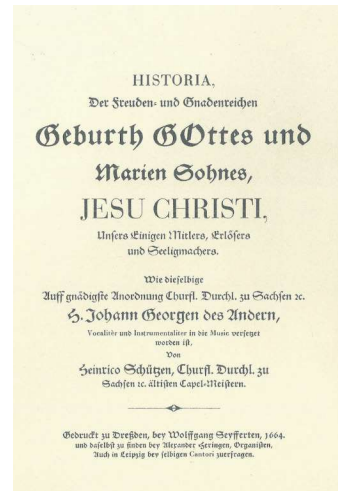 HISTORIA,
Der Freuden- und Gnadenreichen
Geburth GOttes und
Marien Sohnes,
JESU CHRISTI,
Unsers Einigen Mitlers, Erlösers
und Seeligmachers.
Wie dieselbige
Auff gnädigste Anordnung Churfl. Durchl. zu Sachsen ꝛc.
H. Johann Georgen des Andern,
Vocaliter und Instrumentaliter in die Music versetzet
worden ist,
Von
Heinrico Schützen, Churfl. Durchl. zu
Sachsen ꝛc. ältisten Capel-Meistern.
Gedruckt zu Dreßden, bey Wolffgang Seyfferten, 1664.
und daselbst zu finden bey Alexander Heringen, Organisten,
Auch in Leipzig bey selbigen Cantori zuerfragen.